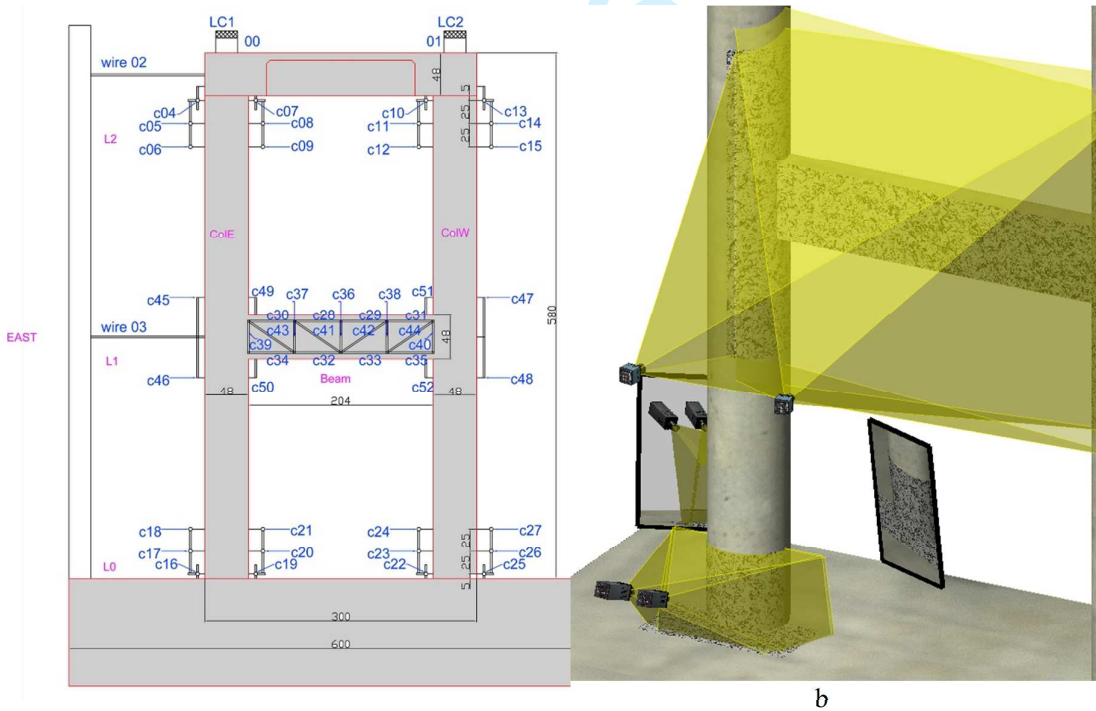 LC1 LC2
00 01
wire 02
48
5
c04 c07 c10 c13
25
c05 c08 c11 c14
25
L2
c06 c09 c12 c15
ColE ColW
580
c45 c49 c37 c36 c38 c51 c47
c30 c28 c29 c31
EAST
wire 03
c43 c41 c42 c44
48
c39 c40
L1
c34 c32 c33 c35
c46 c50 Beam c52 c48
48 48
204
c18 c21 c24 c27
25
c17 c20 c23 c26
25
L0
c16 c19 c22 c25
5
300
600
b